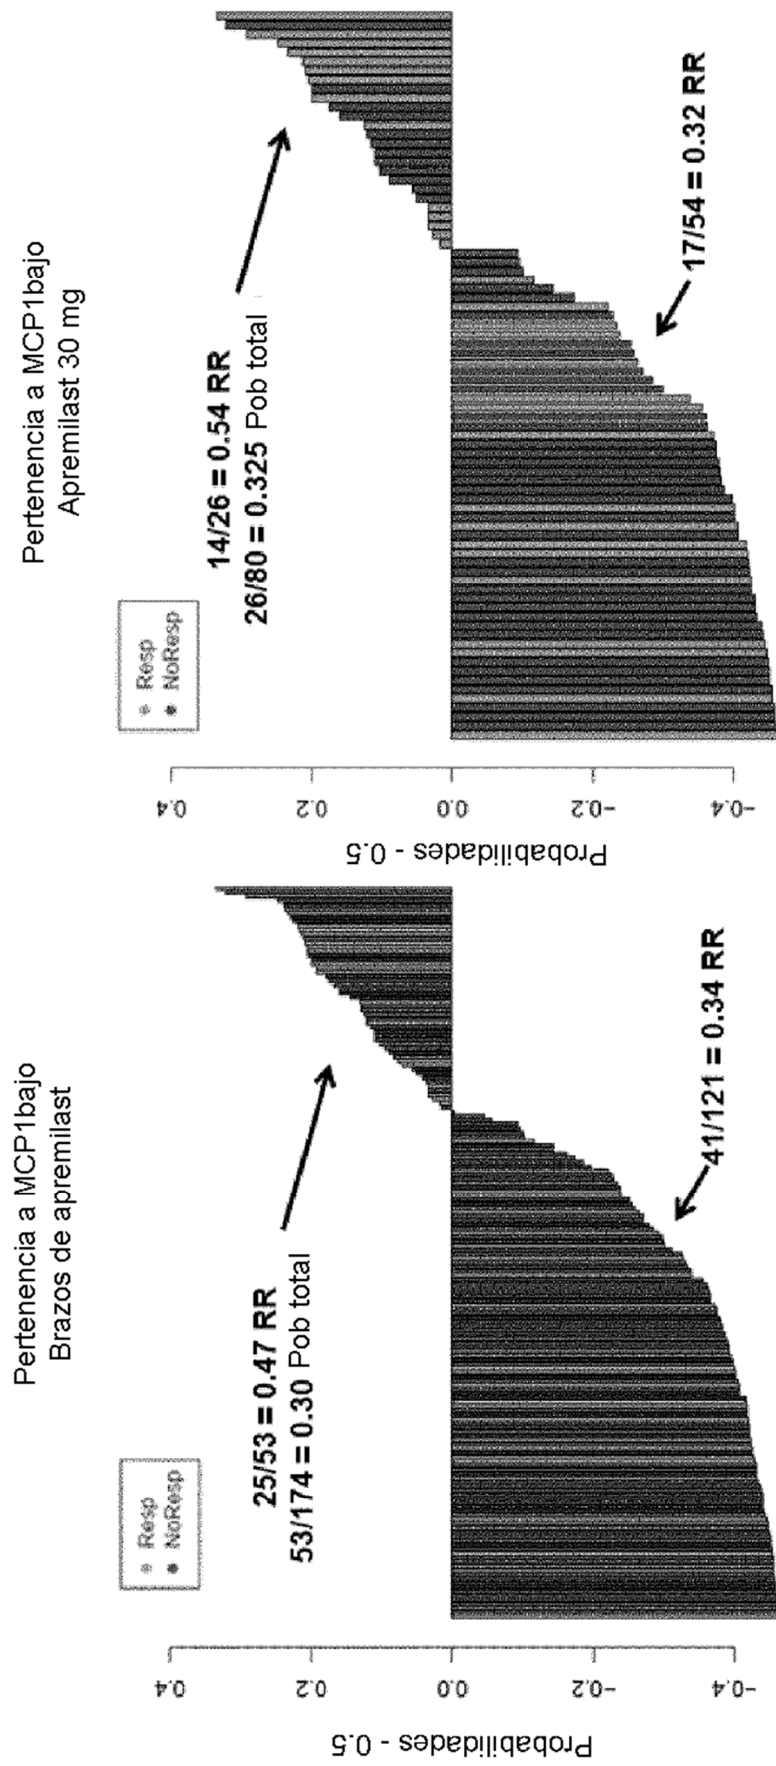 Pertenencia a MCP1bajo
Brazos de apremilast
Resp
NoResp
25/53 = 0.47 RR
53/174 = 0.30 Pob total
41/121 = 0.34 RR
Probabilidades - 0.5
0.4
0.2
0.0
-0.2
-0.4
Pertenencia a MCP1bajo
Apremilast 30 mg
Resp
NoResp
14/26 = 0.54 RR
26/80 = 0.325 Pob total
17/54 = 0.32 RR
Probabilidades - 0.5
0.4
0.2
0.0
-0.2
-0.4